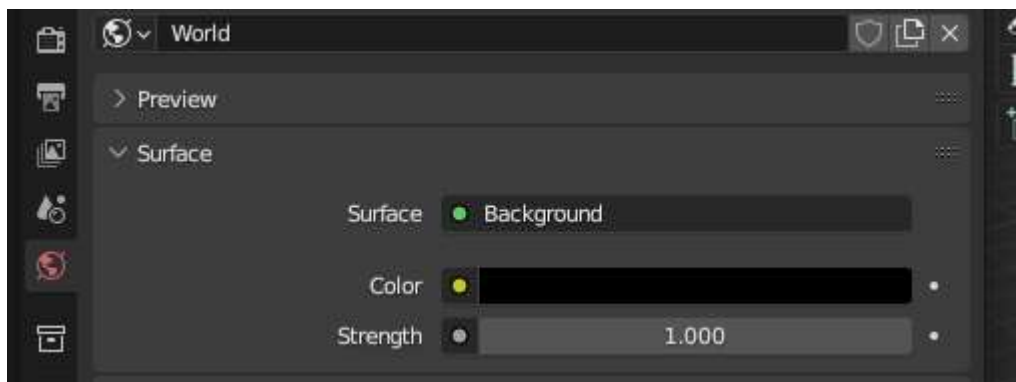 World
Preview
Surface
Surface Background
Color
Strength 1.000